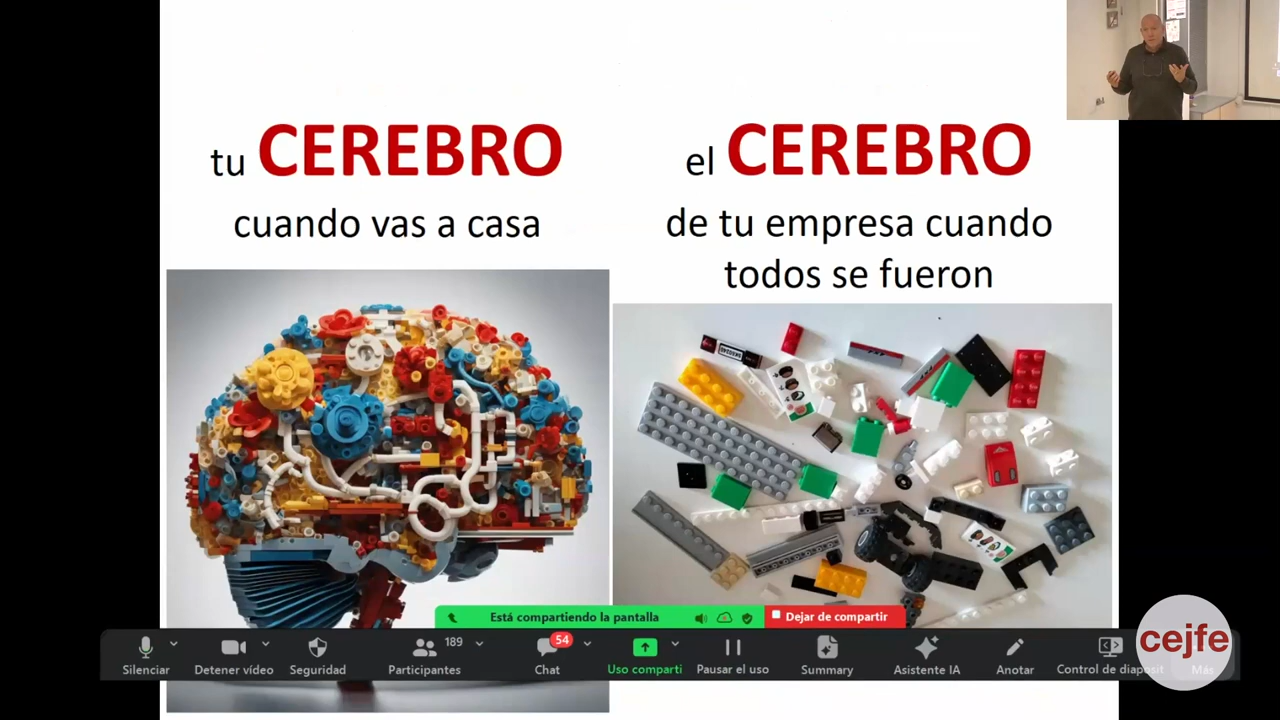 tu CEREBRO
cuando vas a casa
el CEREBRO
de tu empresa cuando
todos se fueron
Está compartiendo la pantalla
Dejar de compartir
Silenciar
Detener vídeo
Seguridad
Participantes
189
Chat
54
Uso comparti
Pausar el uso
Summary
Asistente IA
Anotar
Control de diaposit
Más
cejfe